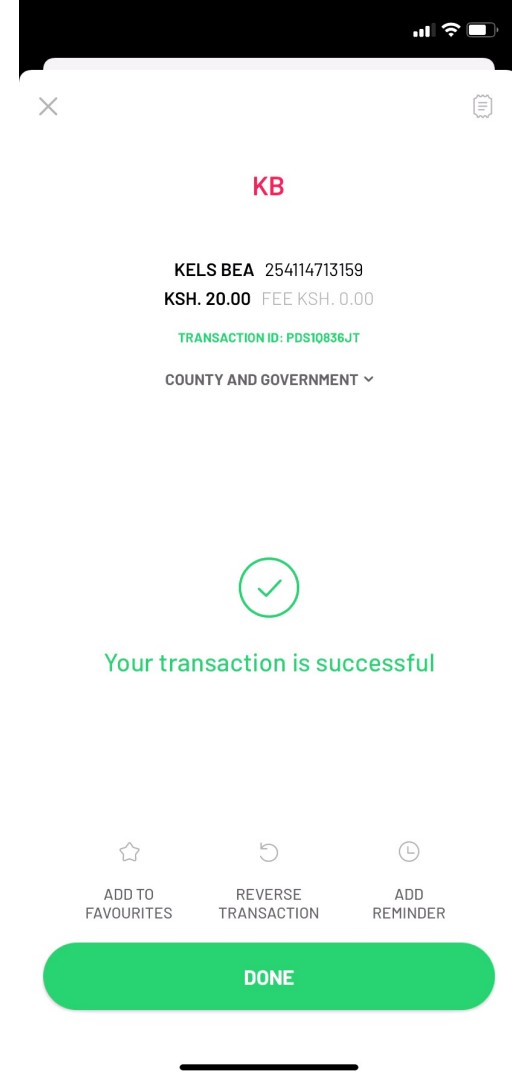 KB
KELS BEA 254114713159
KSH. 20.00 FEE KSH. 0.00
TRANSACTION ID: PDS1Q836JT
COUNTY AND GOVERNMENT
Your transaction is successful
ADD TO FAVOURITES
REVERSE TRANSACTION
ADD REMINDER
DONE